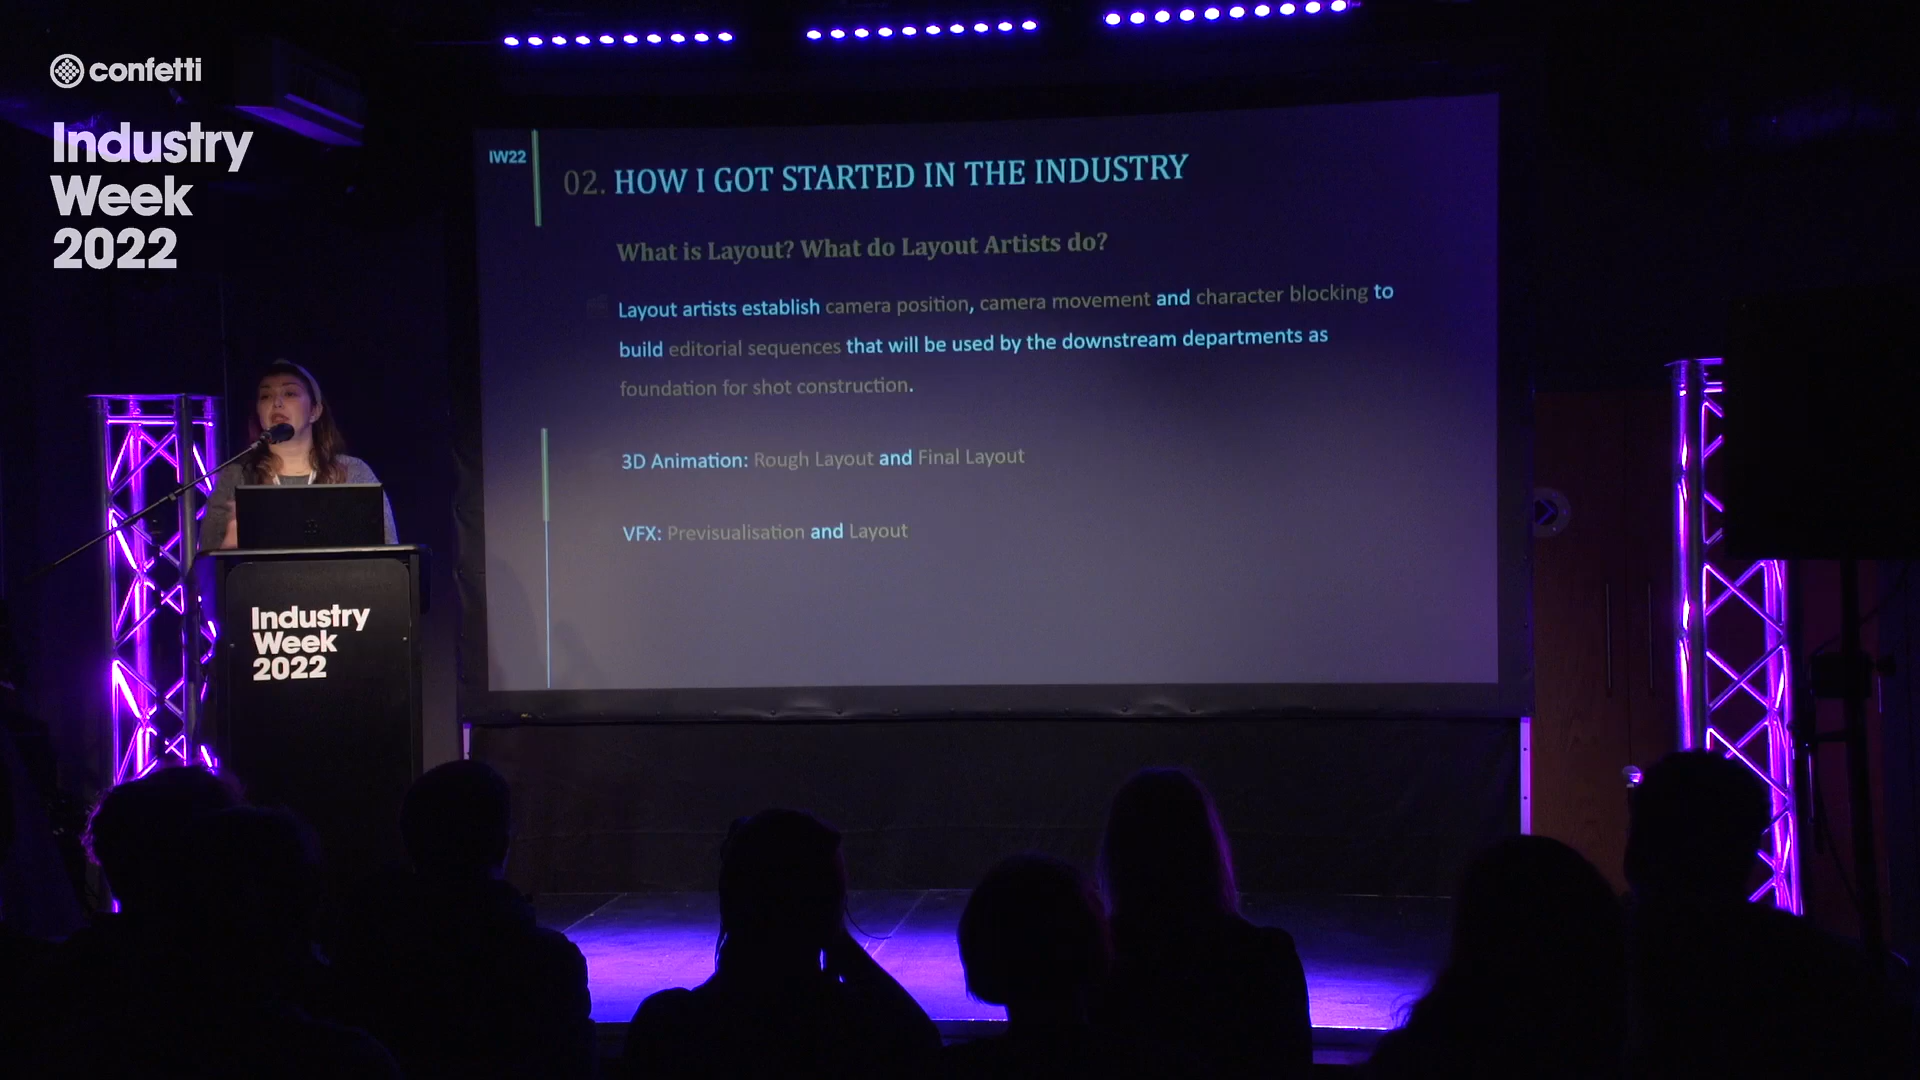 confetti
Industry
Week
2022
IW22
02. HOW I GOT STARTED IN THE INDUSTRY
What is Layout? What do Layout Artists do?
Layout artists establish camera position, camera movement and character blocking to
build editorial sequences that will be used by the downstream departments as
foundation for shot construction.
3D Animation: Rough Layout and Final Layout
VFX: Previsualisation and Layout
Industry
Week
2022